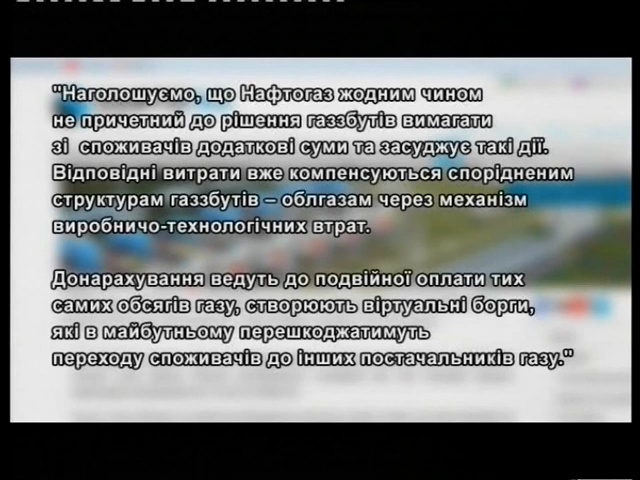 "Наголошуємо, що Нафтогаз жодним чином
не причетний до рішення газзбутів вимагати
зі споживачів додаткові суми та засуджує такі дії.
Відповідні витрати вже компенсуються спорідненим
структурам газзбутів – облгазам через механізм
виробничо-технологічних втрат.
Донарахування ведуть до подвійної оплати тих
самих обсягів газу, створюють віртуальні борги,
які в майбутньому перешкоджатимуть
переходу споживачів до інших постачальників газу."